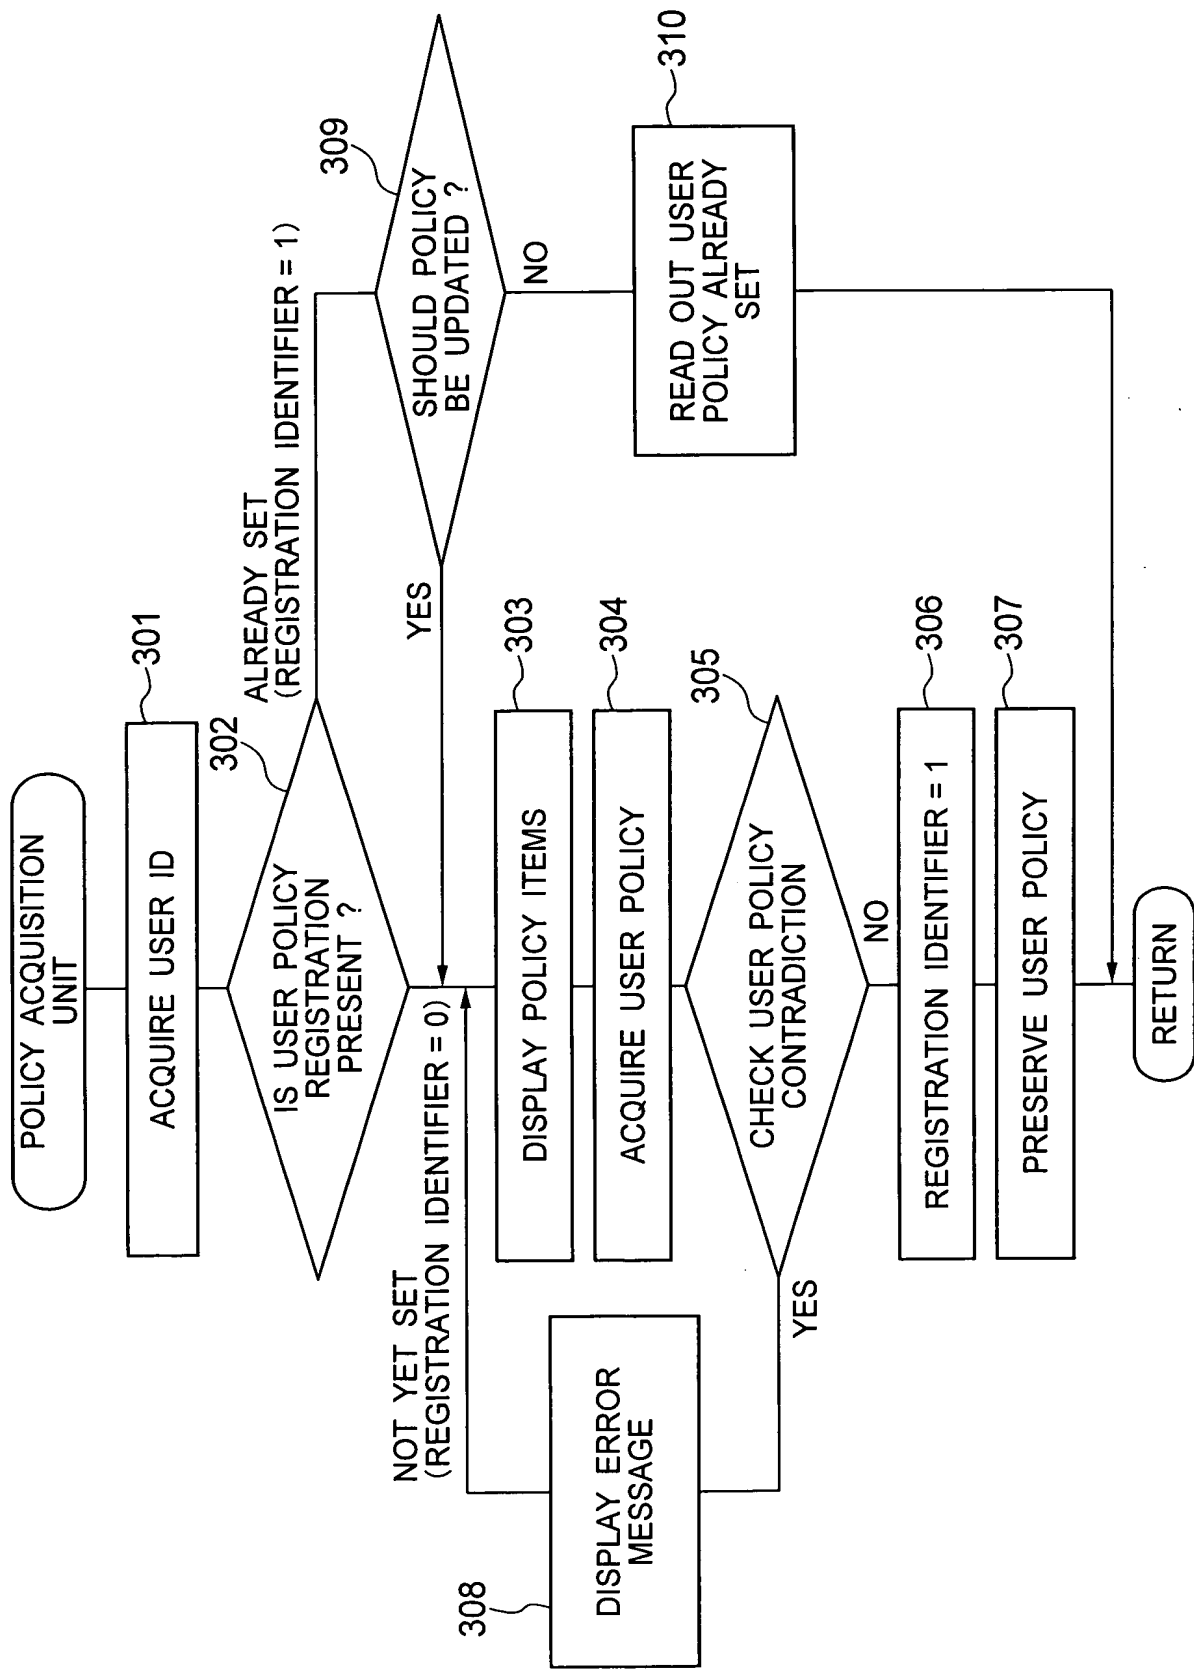 POLICY ACQUISITION
UNIT
301
ACQUIRE USER ID
302
IS USER POLICY
REGISTRATION
PRESENT ?
ALREADY SET
(REGISTRATION IDENTIFIER = 1)
309
SHOULD POLICY
BE UPDATED ?
YES
NO
310
READ OUT USER
POLICY ALREADY
SET
NOT YET SET
(REGISTRATION IDENTIFIER = 0)
303
DISPLAY POLICY ITEMS
304
ACQUIRE USER POLICY
305
CHECK USER POLICY
CONTRADICTION
YES
NO
308
DISPLAY ERROR
MESSAGE
306
REGISTRATION IDENTIFIER = 1
307
PRESERVE USER POLICY
RETURN